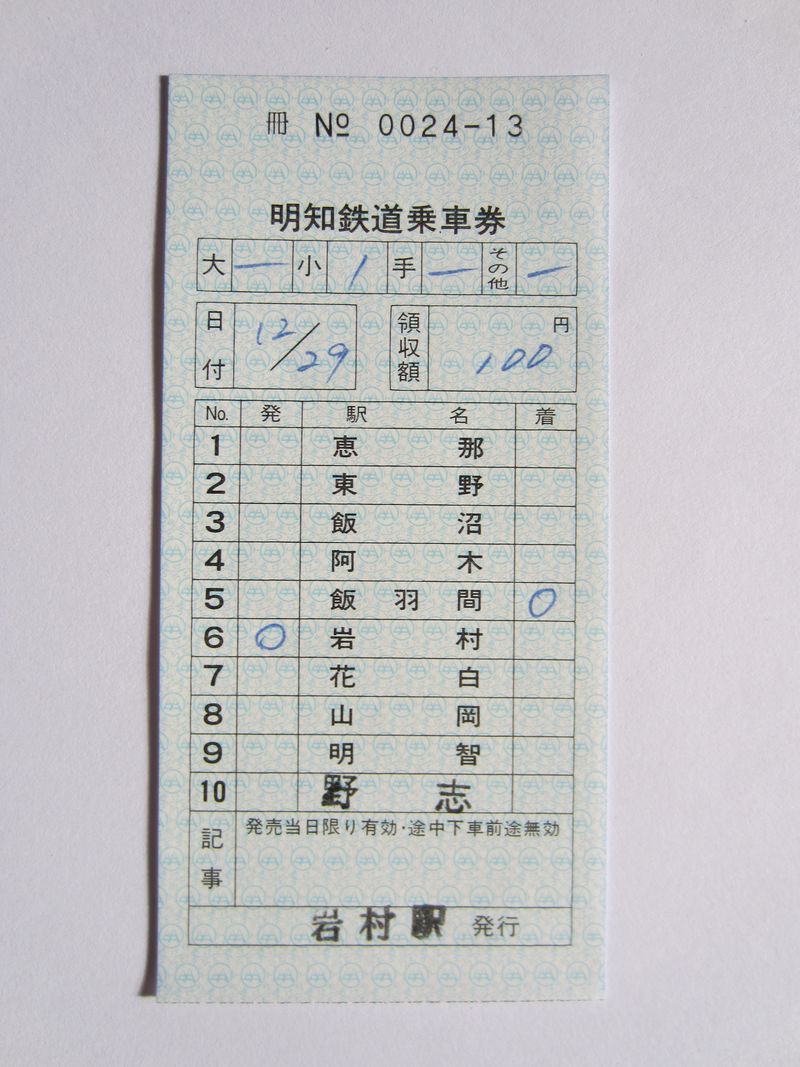 冊 № 0024-13
明知鉄道乗車券
大 ー 小 1 手 ー その他 ー
日付 12/29 領収額 100 円
No. 発 駅名 着
1 恵那
2 東野
3 飯沼
4 阿木
5 飯羽間 ○
6 ○ 岩村
7 花白
8 山岡
9 明智
10 野志
記事 発売当日限り有効・途中下車前途無効
岩村駅 発行